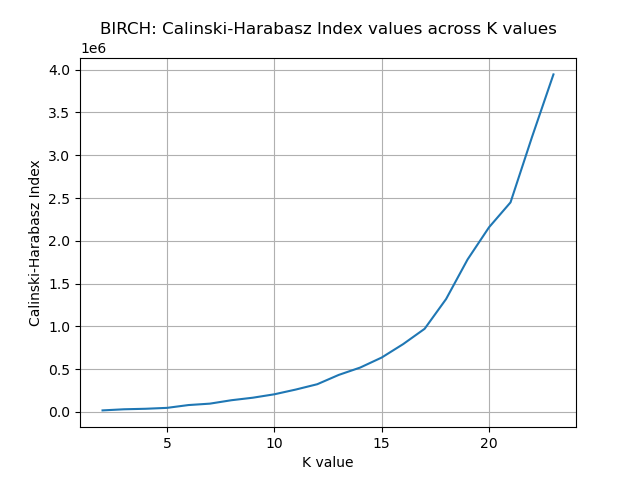 BIRCH: Calinski-Harabasz Index values across K values
1e6
4.0
3.5
3.0
2.5
2.0
1.5
1.0
0.5
0.0
Calinski-Harabasz Index
5 10 15 20
K value